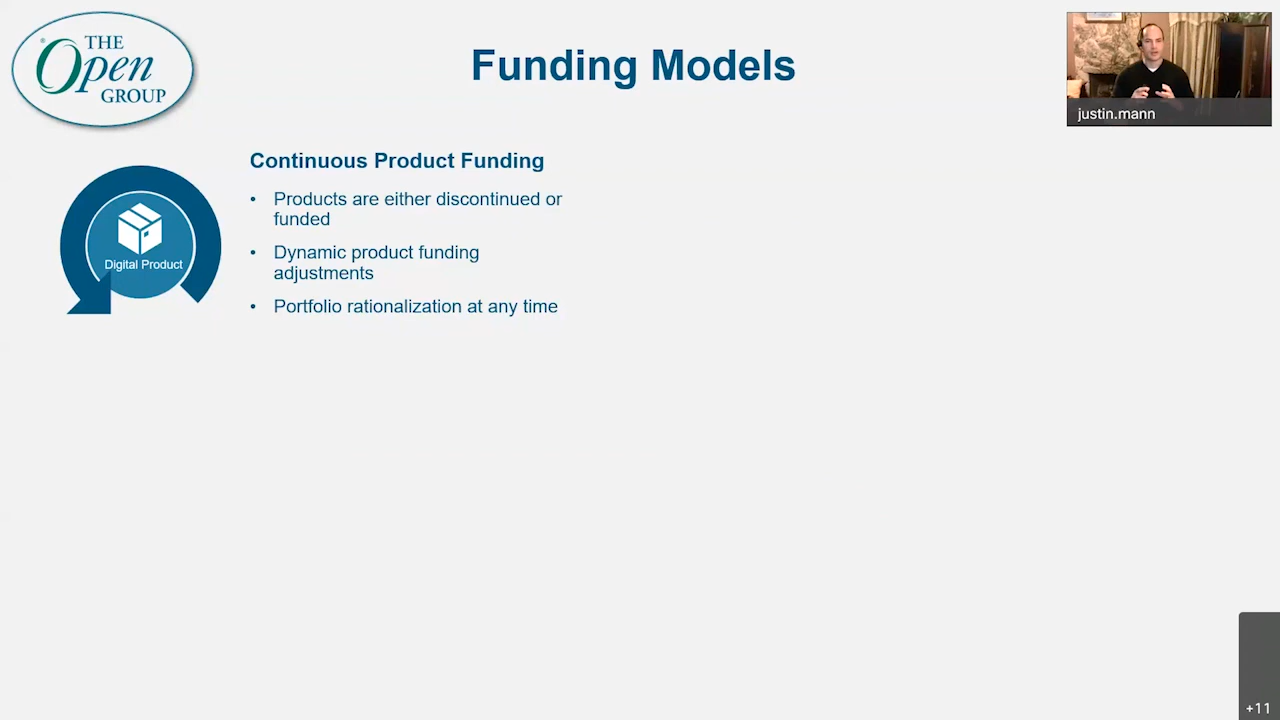 THE
Open
GROUP
®
Funding Models
justin.mann
Continuous Product Funding
• Products are either discontinued or
funded
• Dynamic product funding
adjustments
• Portfolio rationalization at any time
Digital Product
+11